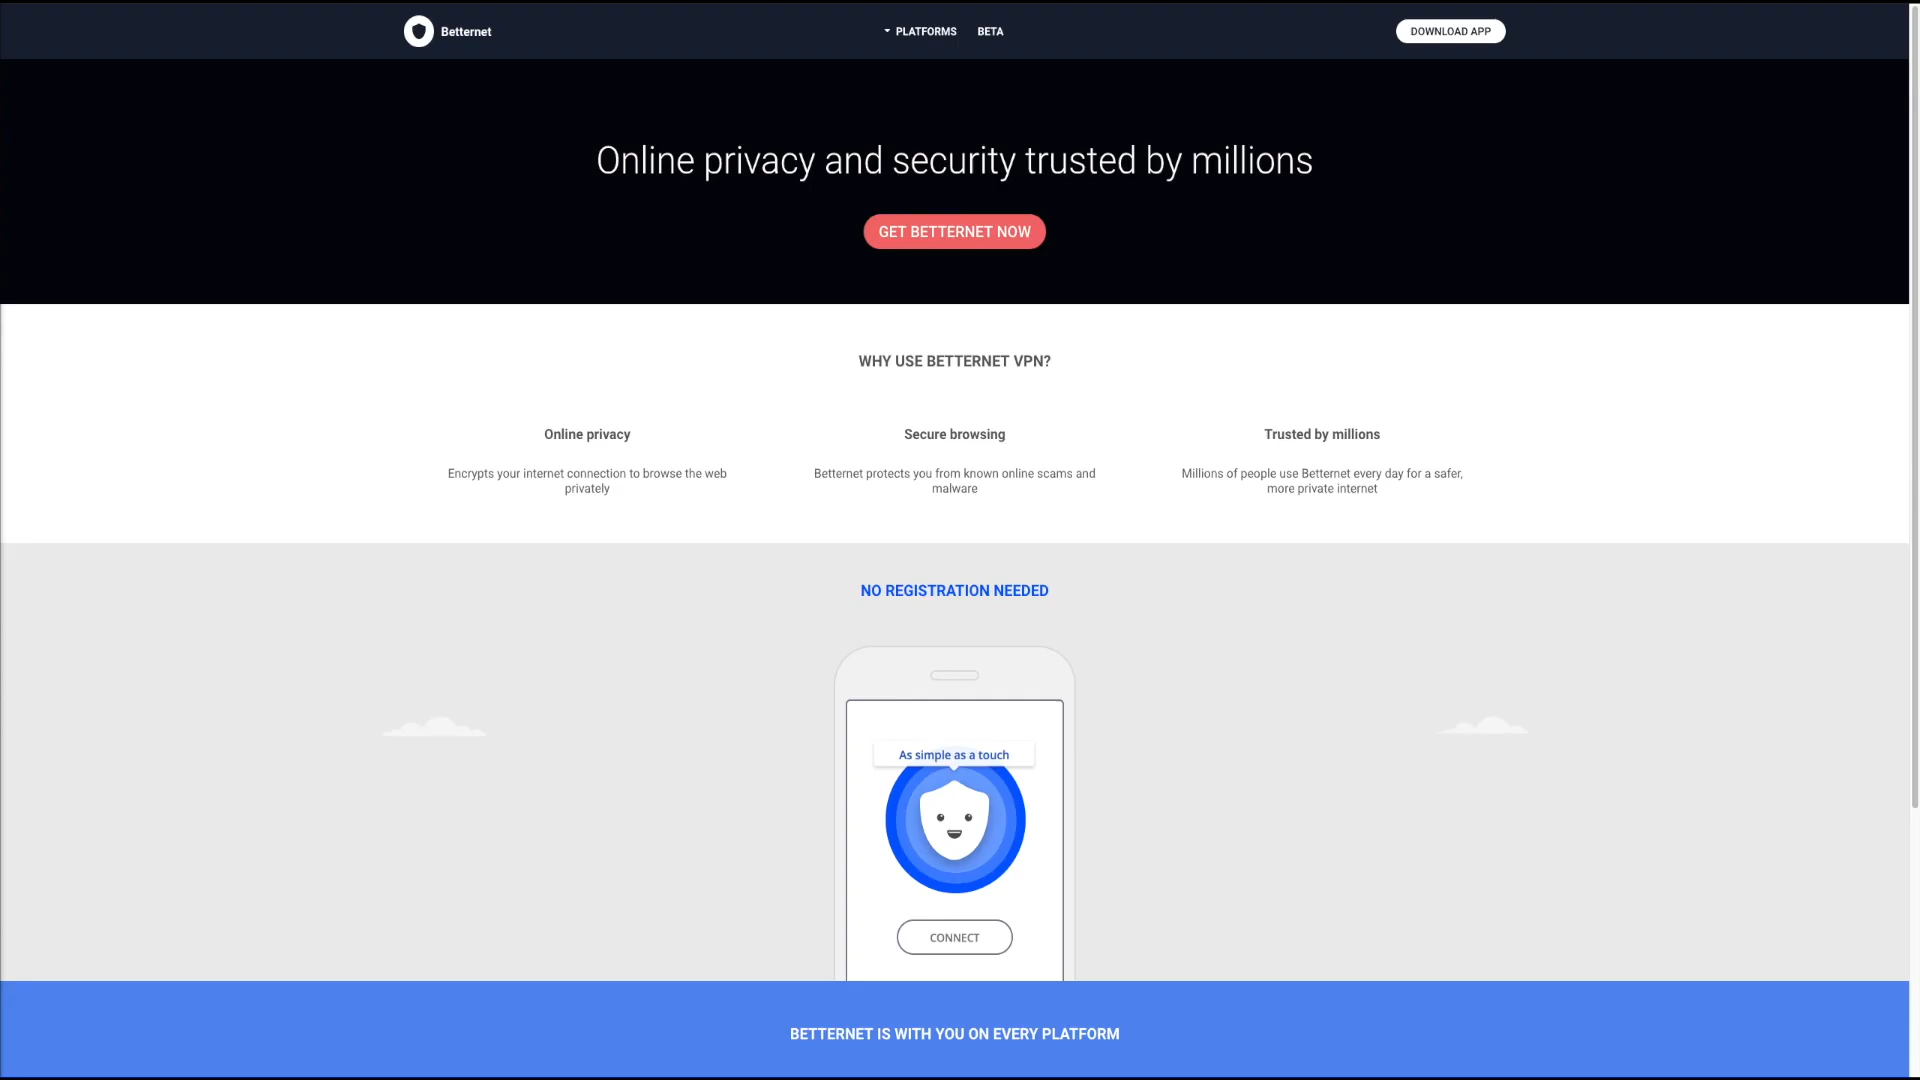 Betternet
PLATFORMS
BETA
DOWNLOAD APP
Online privacy and security trusted by millions
GET BETTERNET NOW
WHY USE BETTERNET VPN?
Online privacy
Encrypts your internet connection to browse the web
privately
Secure browsing
Betternet protects you from known online scams and
malware
Trusted by millions
Millions of people use Betternet every day for a safer,
more private internet
NO REGISTRATION NEEDED
As simple as a touch
CONNECT
BETTERNET IS WITH YOU ON EVERY PLATFORM